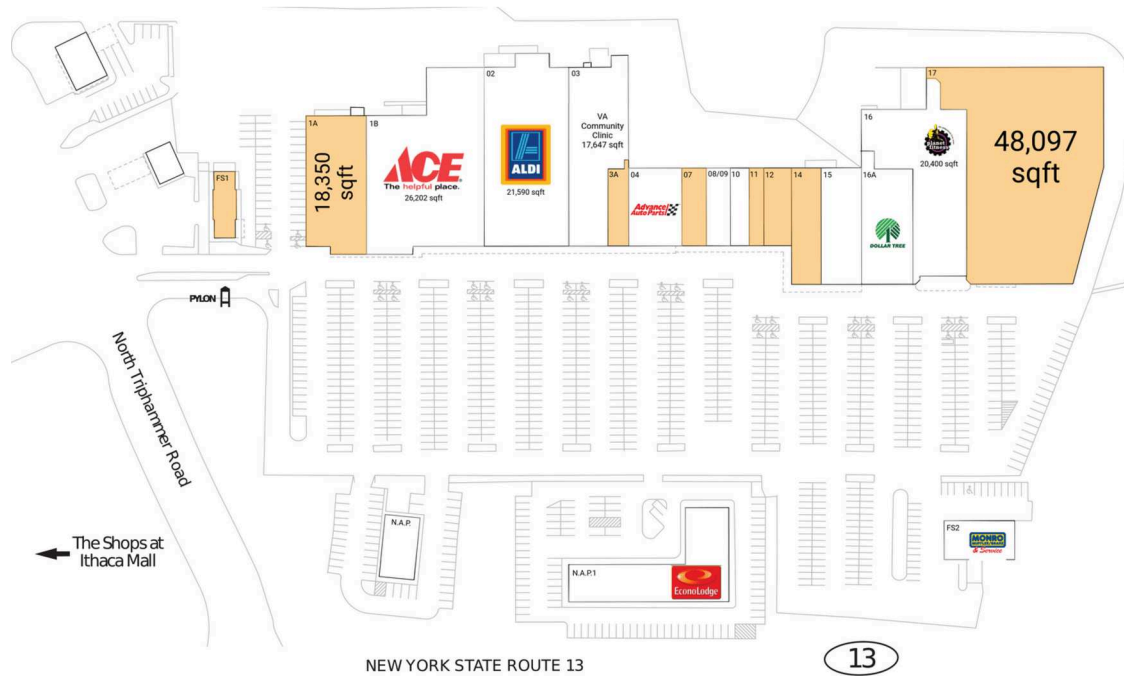 02
03
17
1A
1B
VA
Community
Clinic
17,647 sqft
16
18,350
sqft
ACE
The helpful place.
26,202 sqft
ALDI
21,590 sqft
planet
fitness
20,400 sqft
48,097
sqft
FS1
3A
04
07
08/09
10
11
12
14
15
16A
Advance
Auto Parts
DOLLAR TREE
PYLON
North Triphammer Road
The Shops at
Ithaca Mall
N.A.P.
N.A.P.1
EconoLodge
FS2
MONRO
& Service
NEW YORK STATE ROUTE 13
13